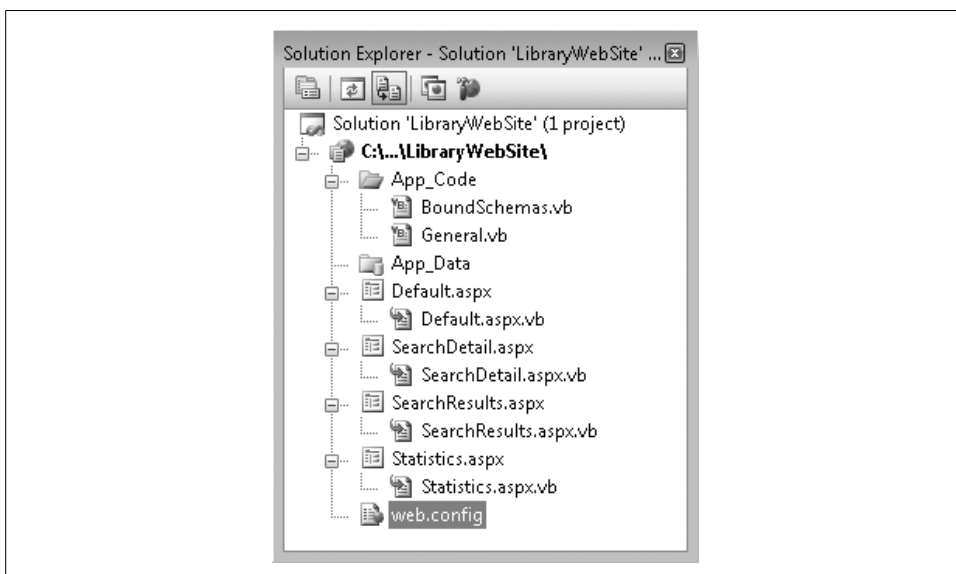 Solution Explorer - Solution 'LibraryWebSite' ...
Solution 'LibraryWebSite' (1 project)
C:\...\LibraryWebSite\
App_Code
BoundSchemas.vb
General.vb
App_Data
Default.aspx
Default.aspx.vb
SearchDetail.aspx
SearchDetail.aspx.vb
SearchResults.aspx
SearchResults.aspx.vb
Statistics.aspx
Statistics.aspx.vb
web.config